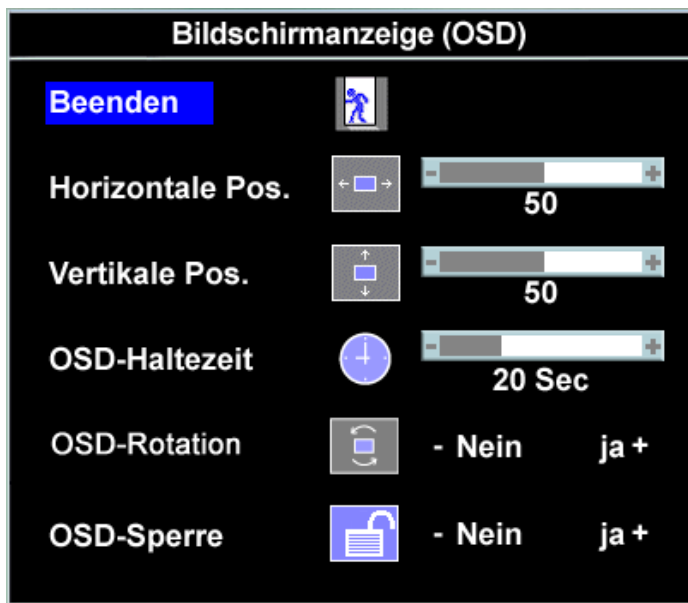 Bildschirmanzeige (OSD)
Beenden
Horizontale Pos. - +
50
Vertikale Pos. - +
50
OSD-Haltezeit - +
20 Sec
OSD-Rotation - Nein ja +
OSD-Sperre - Nein ja +